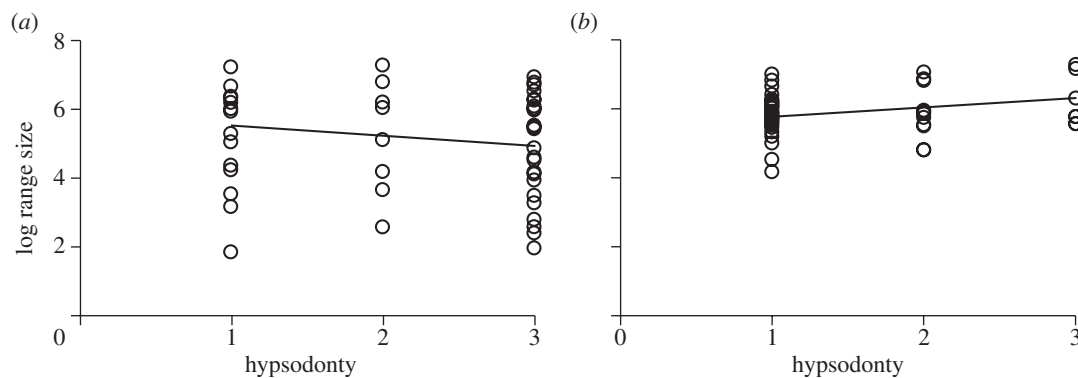 (a)
(b)
8
6
4
2
0
log range size
1 2 3
hypsodonty
0 1 2 3
hypsodonty